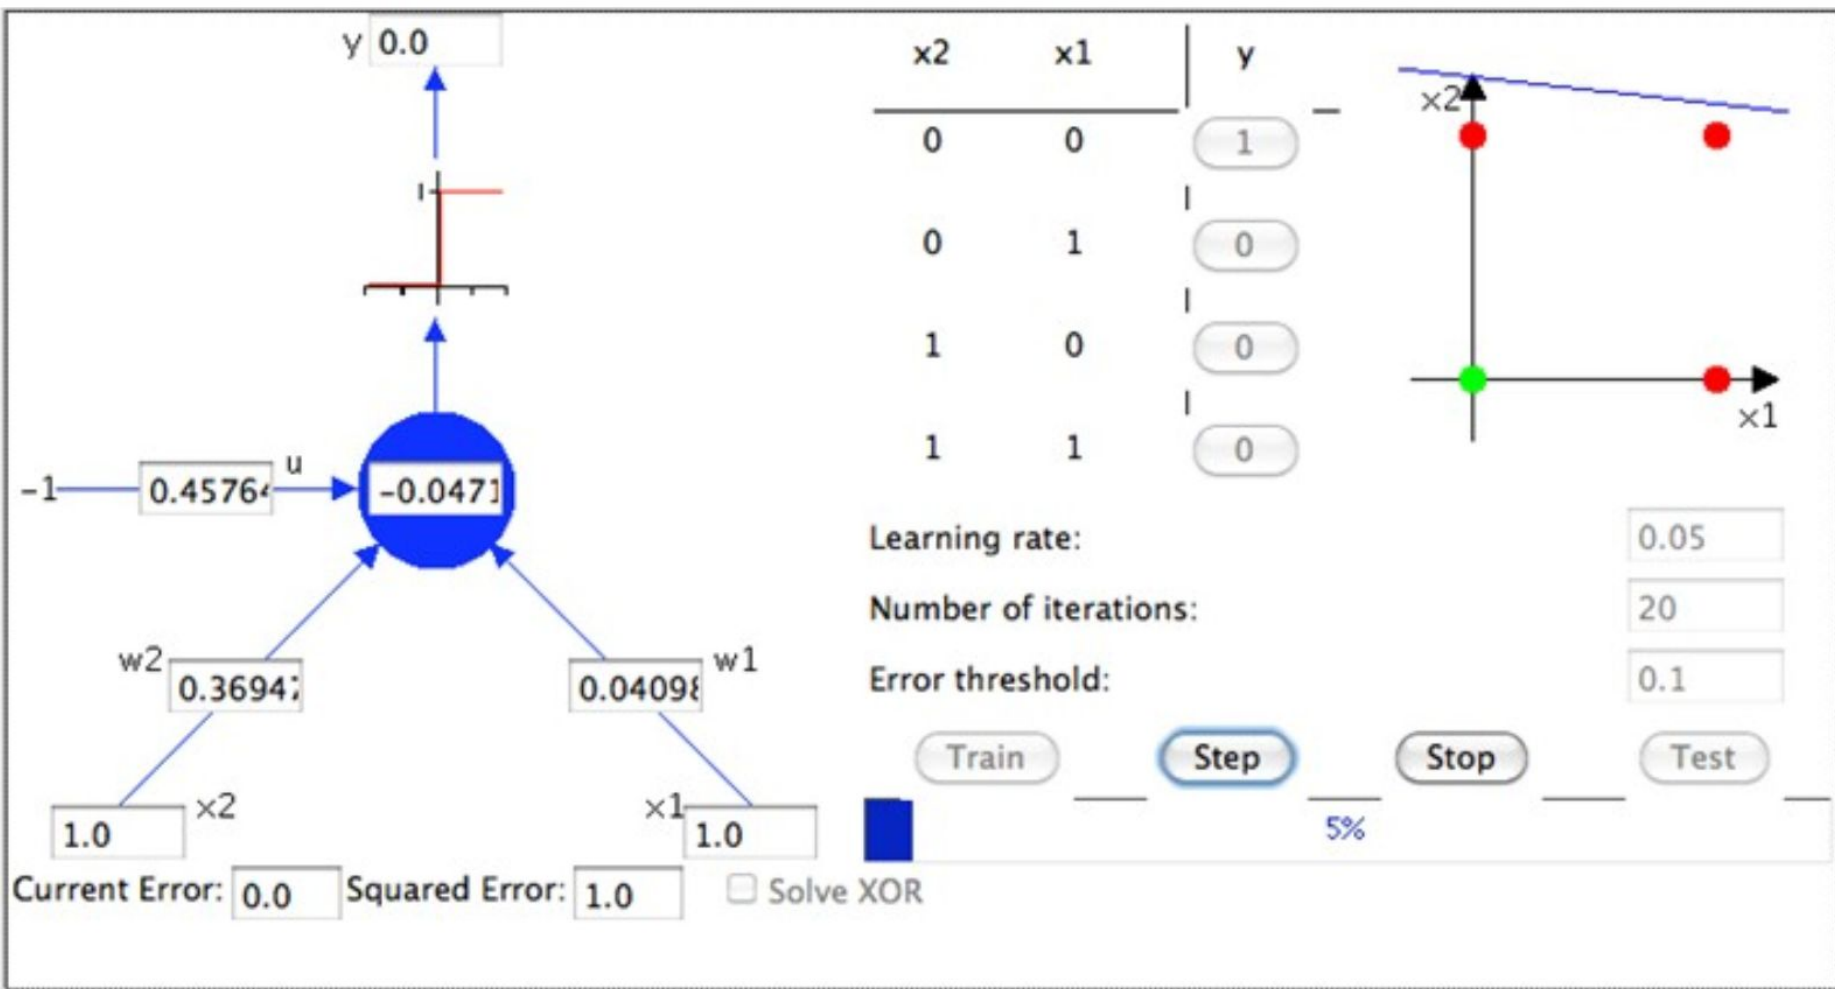 y 0.0
-1 0.45764 u -0.0471
w2 0.36947 0.04098 w1
1.0 x2 x1 1.0
Current Error: 0.0 Squared Error: 1.0 Solve XOR
x2 x1 y
0 0 1
0 1 0
1 0 0
1 1 0
x2
x1
Learning rate: 0.05
Number of iterations: 20
Error threshold: 0.1
Train Step Stop Test
5%